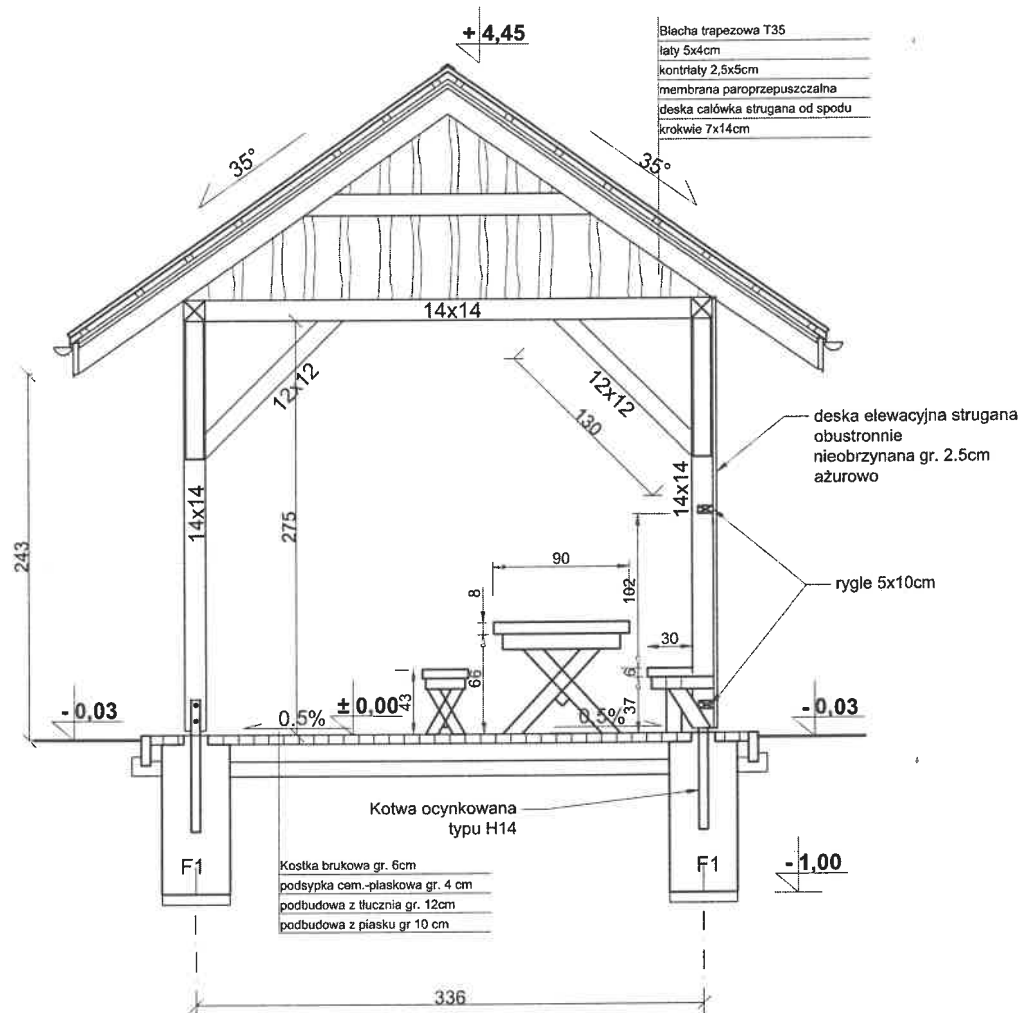 + 4,45
Blacha trapezowa T35
łaty 5x4cm
kontrłaty 2,5x5cm
membrana paroprzepuszczalna
deska calówka strugana od spodu
krokwie 7x14cm
35°
35°
14x14
12x12
12x12
130
deska elewacyjna strugana
obustronnie
nieobrzynana gr. 2.5cm
ażurowo
14x14
14x14
275
243
90
102
8
rygle 5x10cm
30
66
6
43
37
- 0,03
0.5%
± 0,00
0.5%
- 0,03
Kotwa ocynkowana
typu H14
F1
F1
- 1,00
Kostka brukowa gr. 6cm
podsypka cem.-piaskowa gr. 4 cm
podbudowa z tłucznia gr. 12cm
podbudowa z piasku gr 10 cm
336